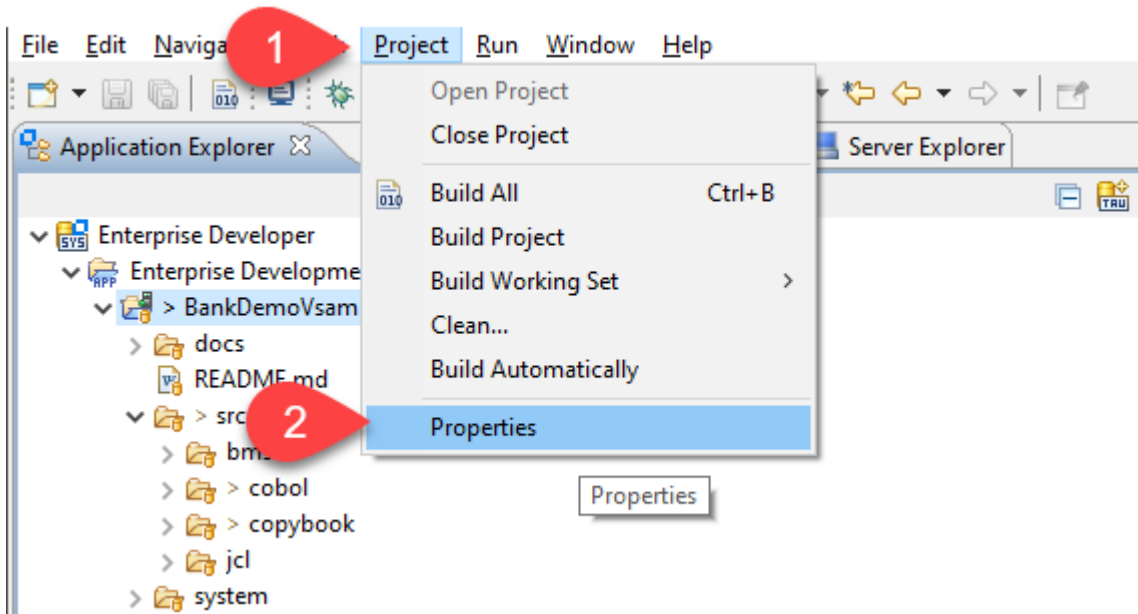 File Edit Naviga 1 Project Run Window Help
Open Project
Close Project
Build All Ctrl+B
Build Project
Build Working Set
Clean...
Build Automatically
2 Properties
Properties
Application Explorer
Server Explorer
Enterprise Developer
Enterprise Developme
> BankDemoVsam
docs
README.md
> src
bms
> cobol
> copybook
jcl
system